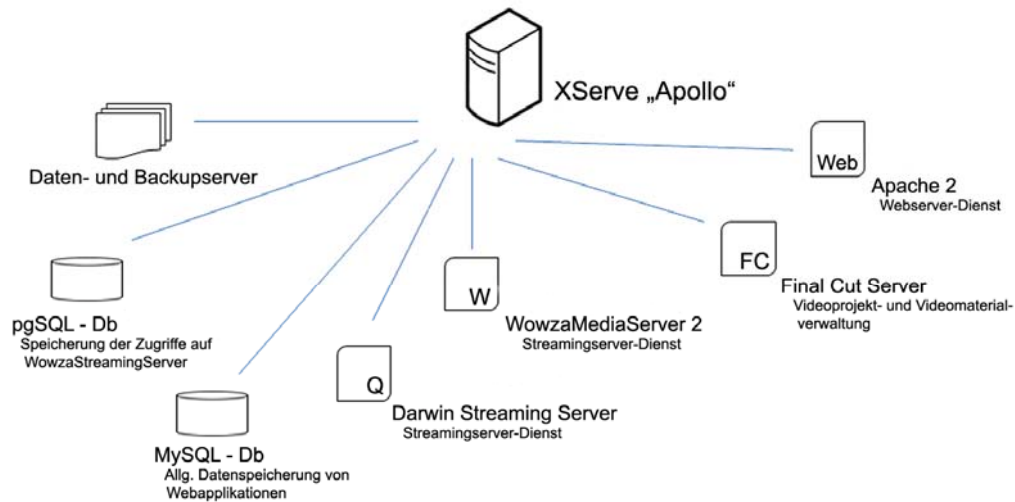 XServe „Apollo“
Daten- und Backupserver
Web
Apache 2
Webserver-Dienst
FC
Final Cut Server
Videoprojekt- und Videomaterial-
verwaltung
W
WowzaMediaServer 2
Streamingserver-Dienst
pgSQL - Db
Speicherung der Zugriffe auf
WowzaStreamingServer
Q
Darwin Streaming Server
Streamingserver-Dienst
MySQL - Db
Allg. Datenspeicherung von
Webapplikationen